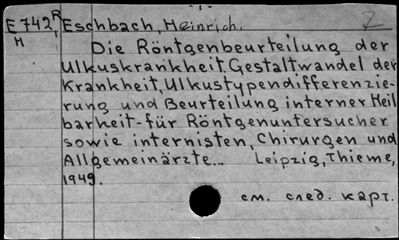 E 742 R Eschbach, Heinrich.
H
Die Röntgenbeurteilung der
Ulkuskrankheit, Gestaltwandel der
Krankheit, Ulkustypendifferenzie-
rung und Beurteilung interner Heil
barkeit-für Röntgenuntersucher
sowie internisten, Chirurgen und
Allgemeinärzte... Leipzig, Thieme,
1949.
см. след. карт.